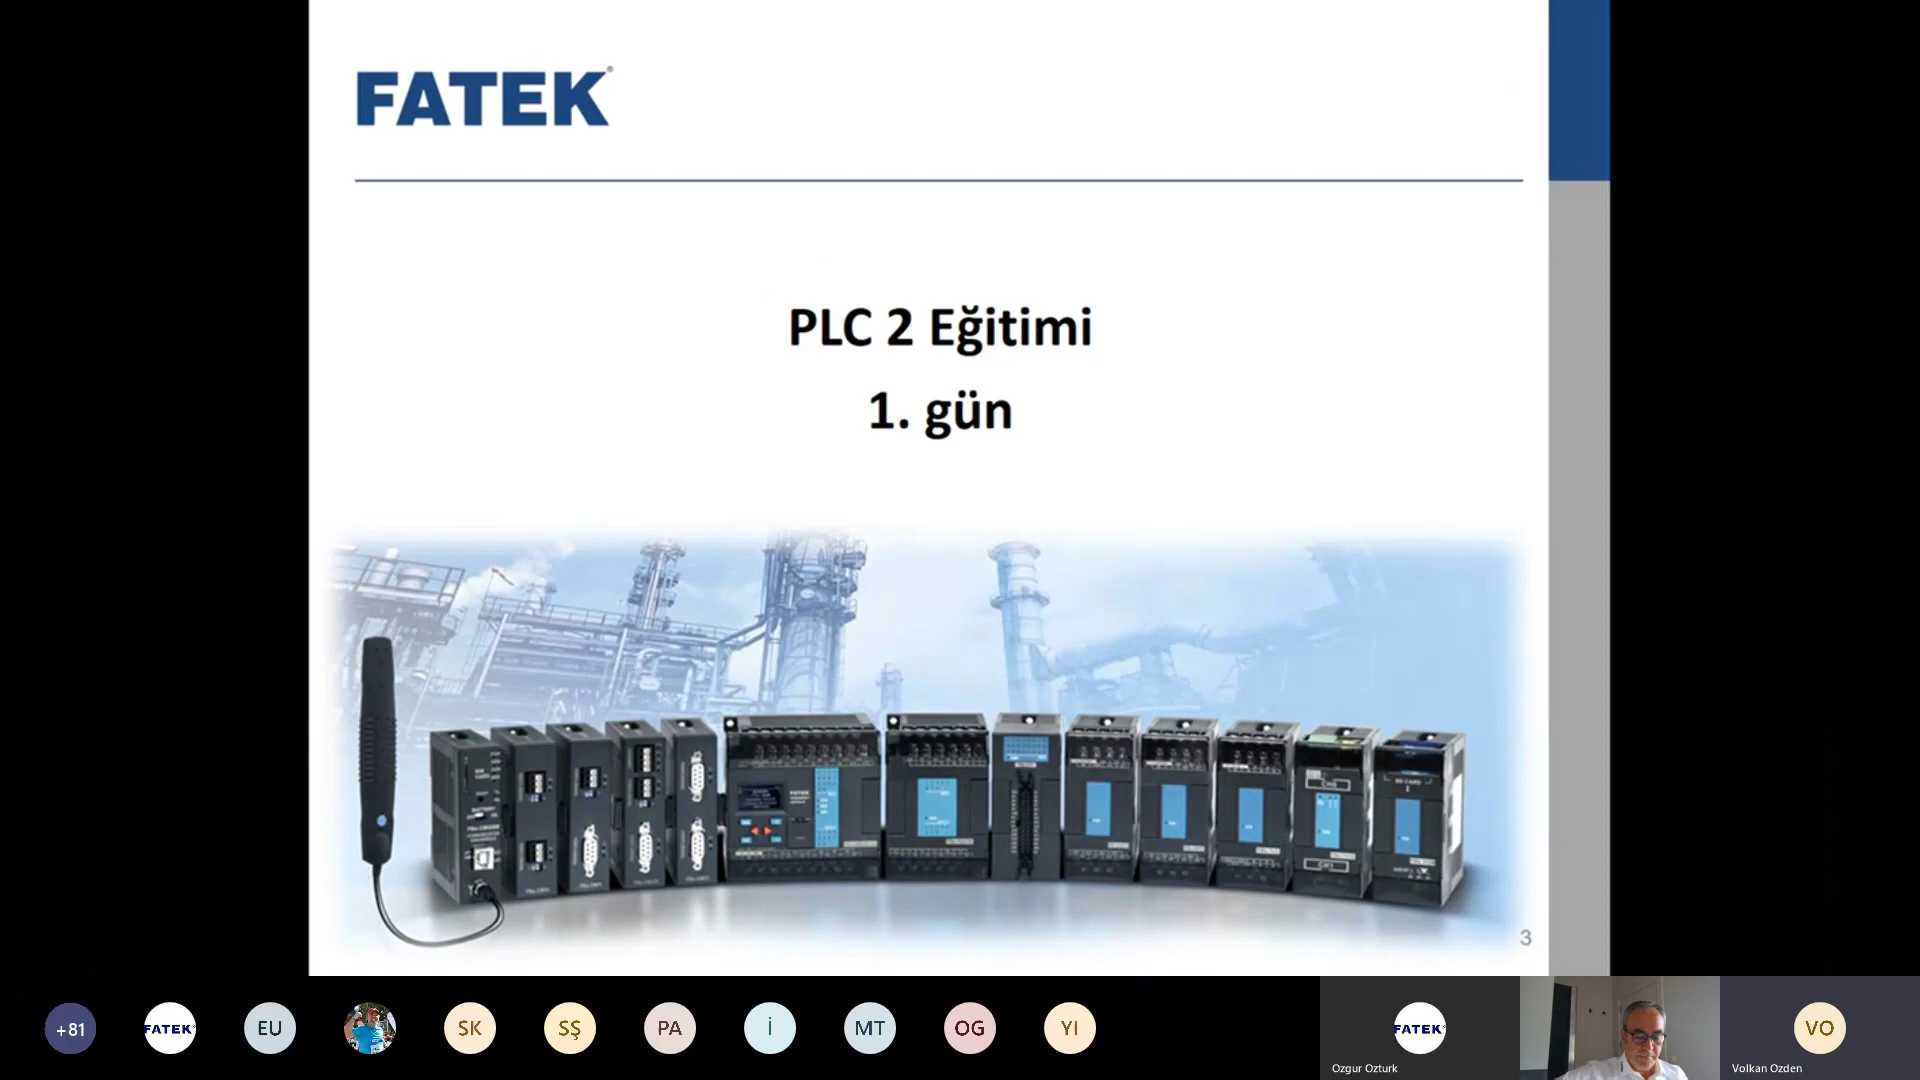 FATEK
PLC 2 Eğitimi
1. gün
3
+81
FATEK
EU
SK
SŞ
PA
İ
MT
OG
YI
FATEK
Ozgur Ozturk
VO
Volkan Ozden